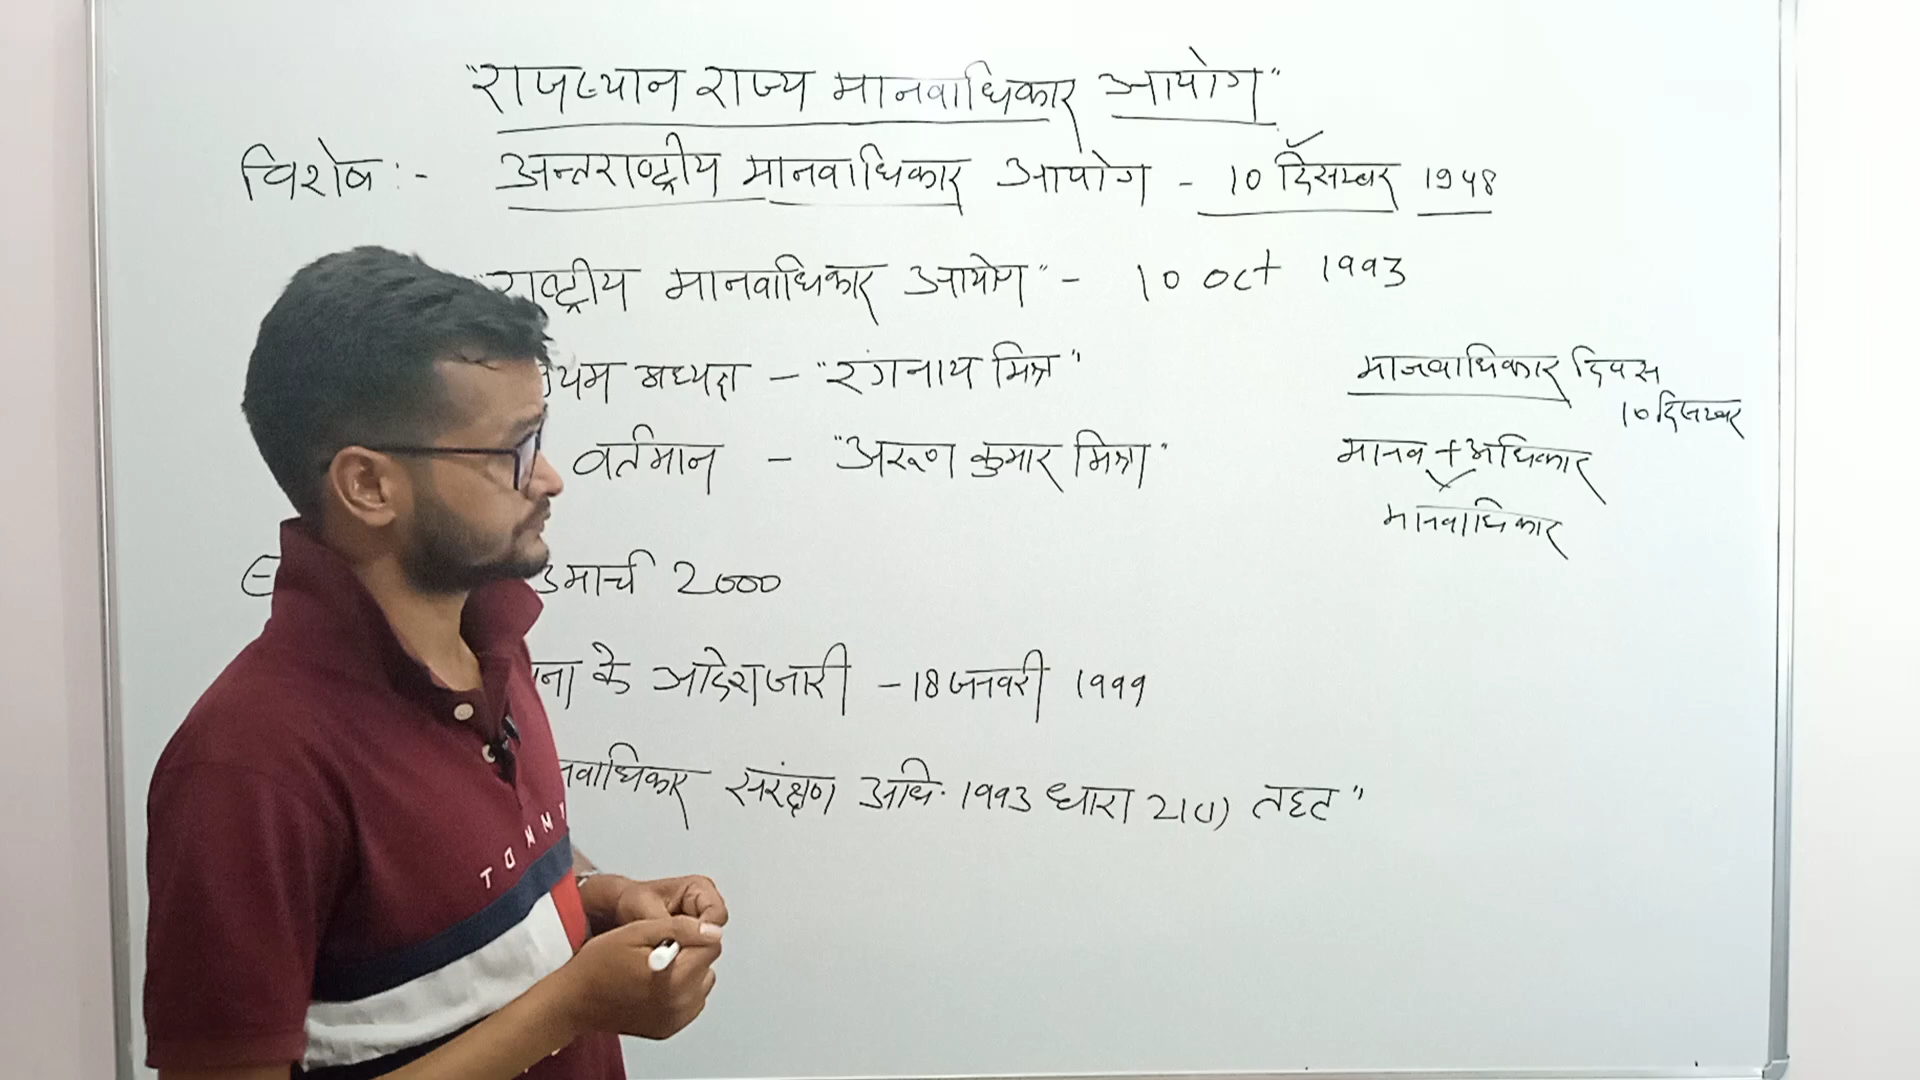 "राजस्थान राज्य मानवाधिकार आयोग"
विशेष :- अन्तराष्ट्रीय मानवाधिकार आयोग - 10 दिसम्बर 1948
"राष्ट्रीय मानवाधिकार आयोग" - 10 Oct 1993
अध्यक्ष - "रंगनाथ मिश्र"
वर्तमान - "अरूण कुमार मिश्रा"
मानवाधिकार दिवस
10 दिसम्बर
मानव + अधिकार
मानवाधिकार
मार्च 2000
के आदेश जारी - 18 जनवरी 1999
संरक्षण अधि. 1993 धारा 21(1) तहत"
TOMMY